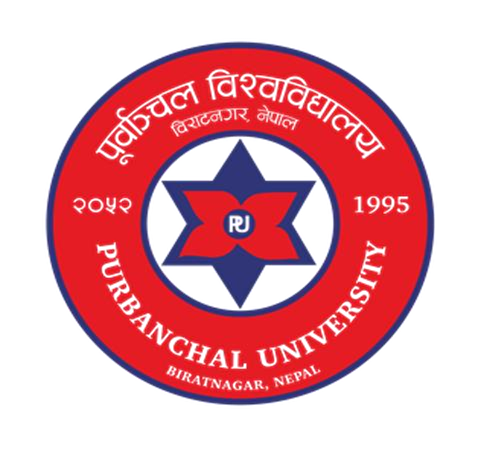 पूर्वाञ्चल विश्वविद्यालय
विराटनगर, नेपाल
२०५२
1995
PU
PURBANCHAL UNIVERSITY
BIRATNAGAR, NEPAL